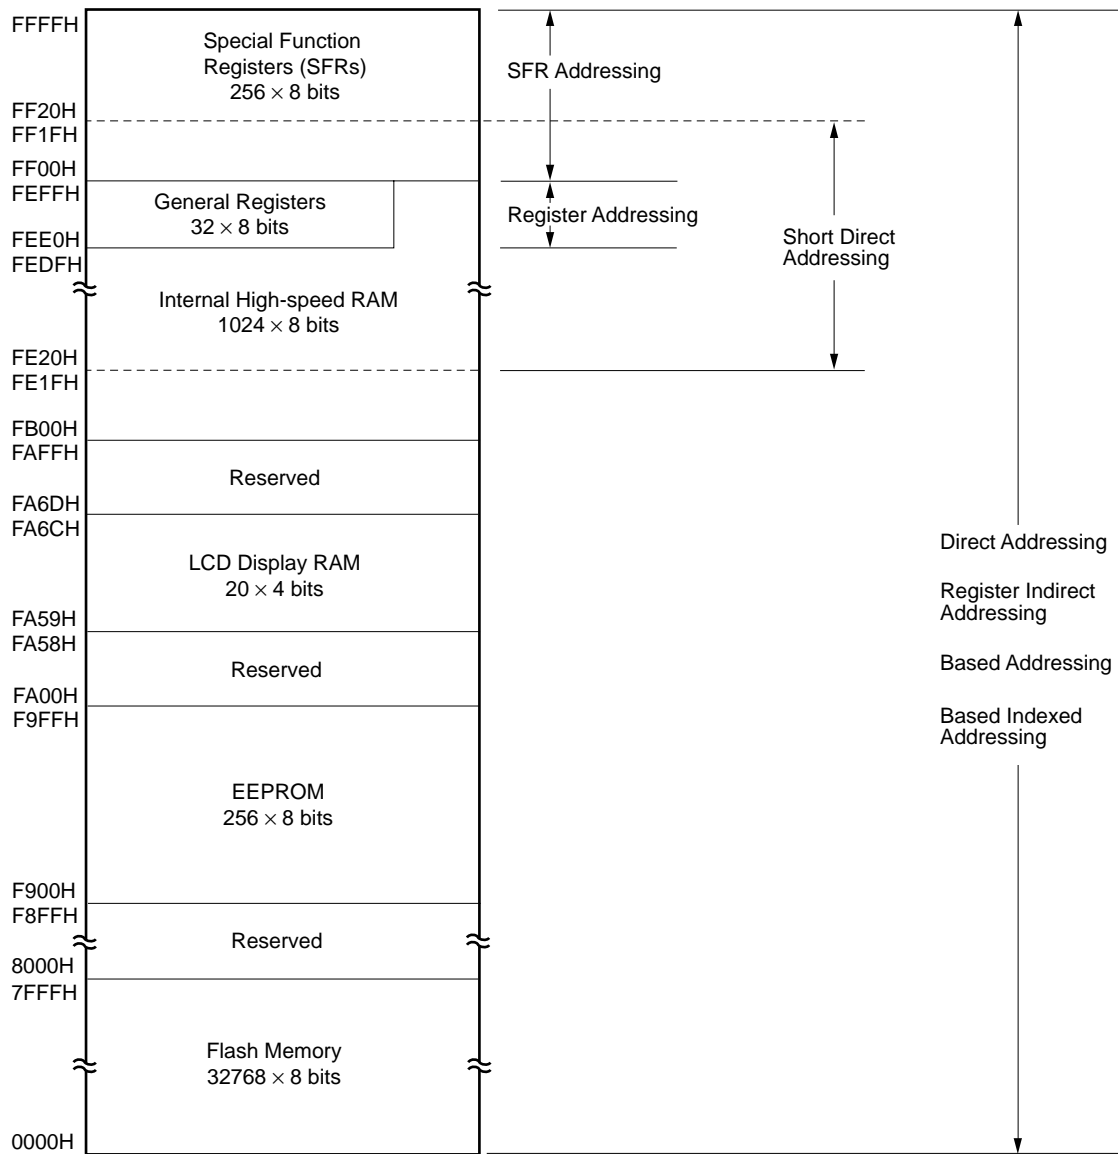 FFFFH
Special Function
Registers (SFRs)
256 × 8 bits
SFR Addressing
FF20H
FF1FH
FF00H
FEFFH
General Registers
32 × 8 bits
Register Addressing
FEE0H
FEDFH
Short Direct
Addressing
Internal High-speed RAM
1024 × 8 bits
FE20H
FE1FH
FB00H
FAFFH
Reserved
FA6DH
FA6CH
LCD Display RAM
20 × 4 bits
FA59H
FA58H
Reserved
FA00H
F9FFH
Direct Addressing
Register Indirect
Addressing
Based Addressing
Based Indexed
Addressing
EEPROM
256 × 8 bits
F900H
F8FFH
Reserved
8000H
7FFFH
Flash Memory
32768 × 8 bits
0000H